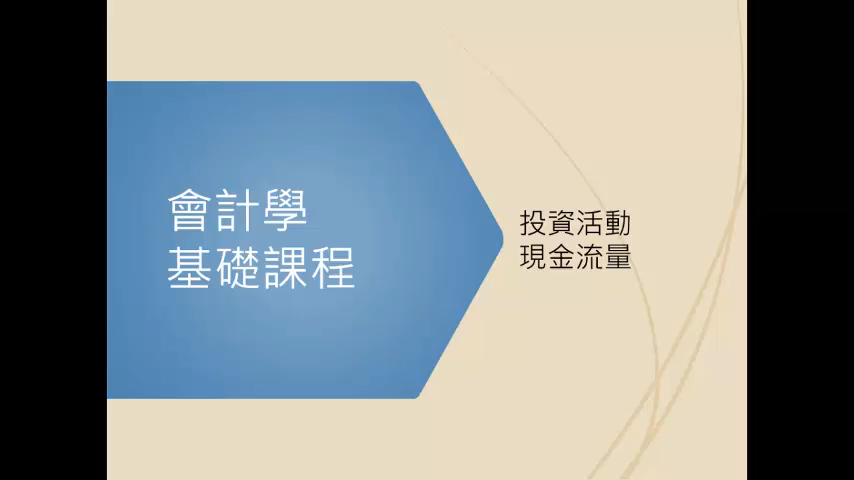 會計學
基礎課程
投資活動
現金流量